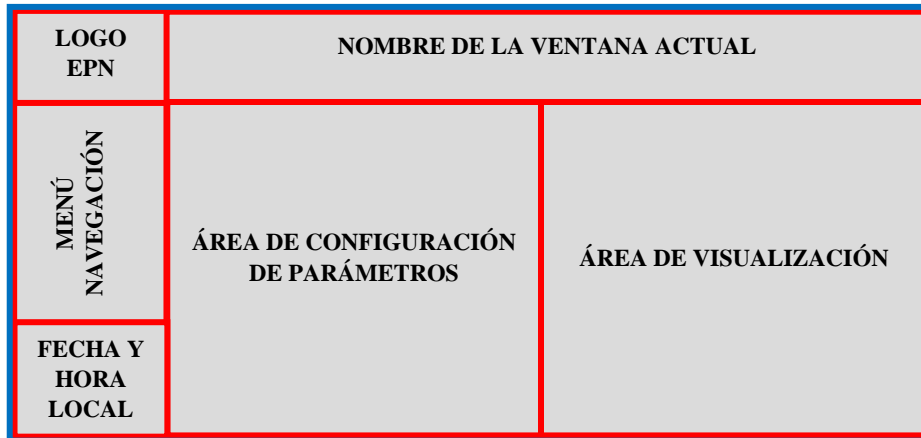 LOGO
EPN
NOMBRE DE LA VENTANA ACTUAL
MENÚ
NAVEGACIÓN
ÁREA DE CONFIGURACIÓN
DE PARÁMETROS
ÁREA DE VISUALIZACIÓN
FECHA Y
HORA
LOCAL